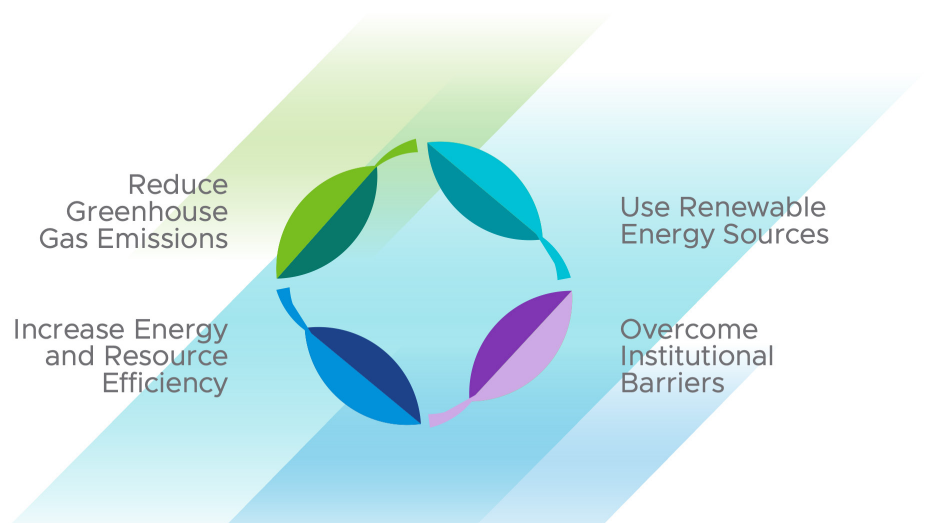 Reduce
Greenhouse
Gas Emissions
Use Renewable
Energy Sources
Increase Energy
and Resource
Efficiency
Overcome
Institutional
Barriers